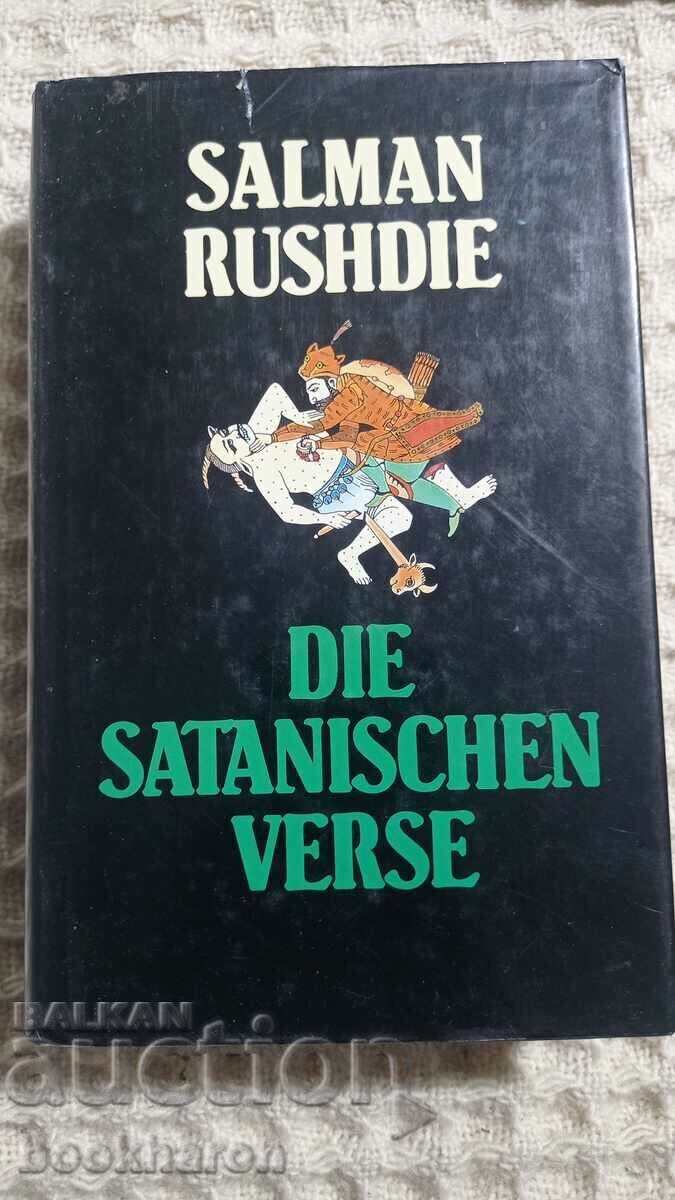 SALMAN
RUSHDIE
DIE
SATANISCHEN
VERSE
BALKAN
auction
bookharon